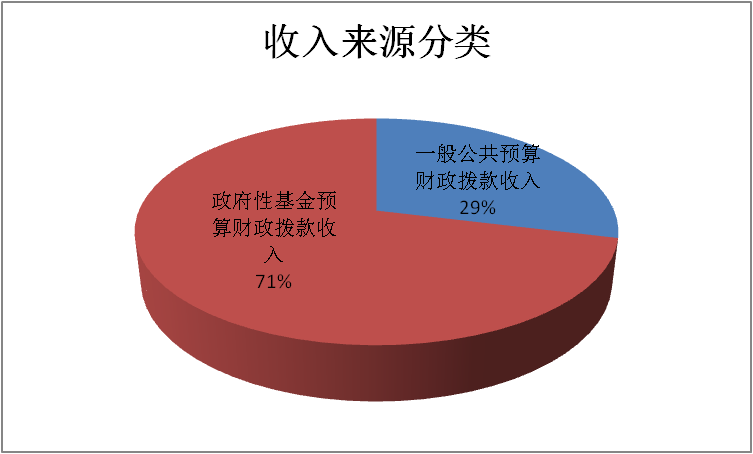 收入来源分类
一般公共预算
财政拨款收入
29%
政府性基金预
算财政拨款收
入
71%